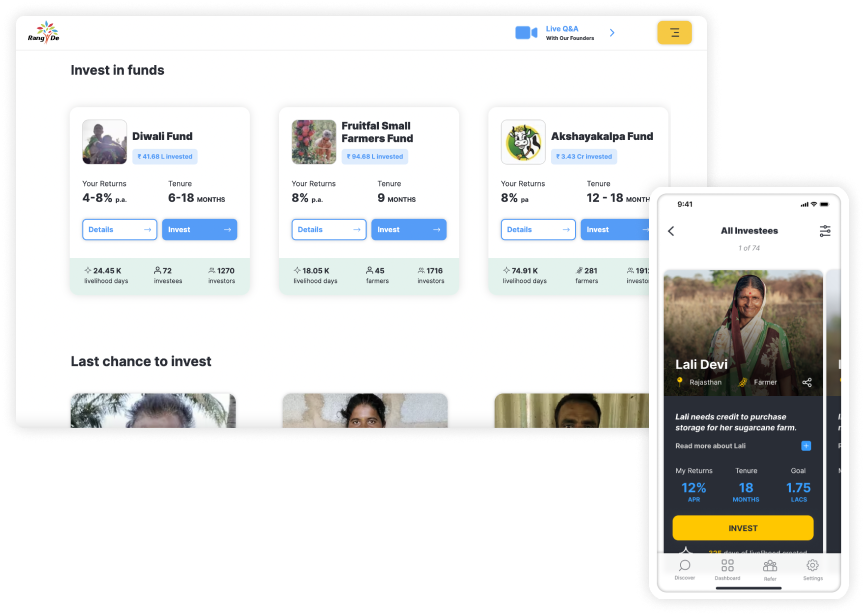 Rang De
Live Q&A
With Our Founders
Invest in funds
Diwali Fund
₹ 41.68 L invested
Your Returns
Tenure
4-8% p.a.
6-18 MONTHS
Details
Invest
24.45 K
livelihood days
72
investees
1270
investors
Fruitfal Small
Farmers Fund
₹ 94.68 L invested
Your Returns
Tenure
8% p.a.
9 MONTHS
Details
Invest
18.05 K
livelihood days
45
farmers
1716
investors
Akshayakalpa Fund
₹ 3.43 Cr invested
Your Returns
Tenure
8% pa
12 - 18 MONTH
Details
Invest
74.91 K
livelihood days
281
farmers
191
investo
Last chance to invest
9:41
All Investees
1 of 74
Lali Devi
Rajasthan
Farmer
Lali needs credit to purchase
storage for her sugarcane farm.
Read more about Lali
My Returns
Tenure
Goal
12%
18
1.75
APR
MONTHS
LACS
INVEST
Discover
Dashboard
Refer
Settings